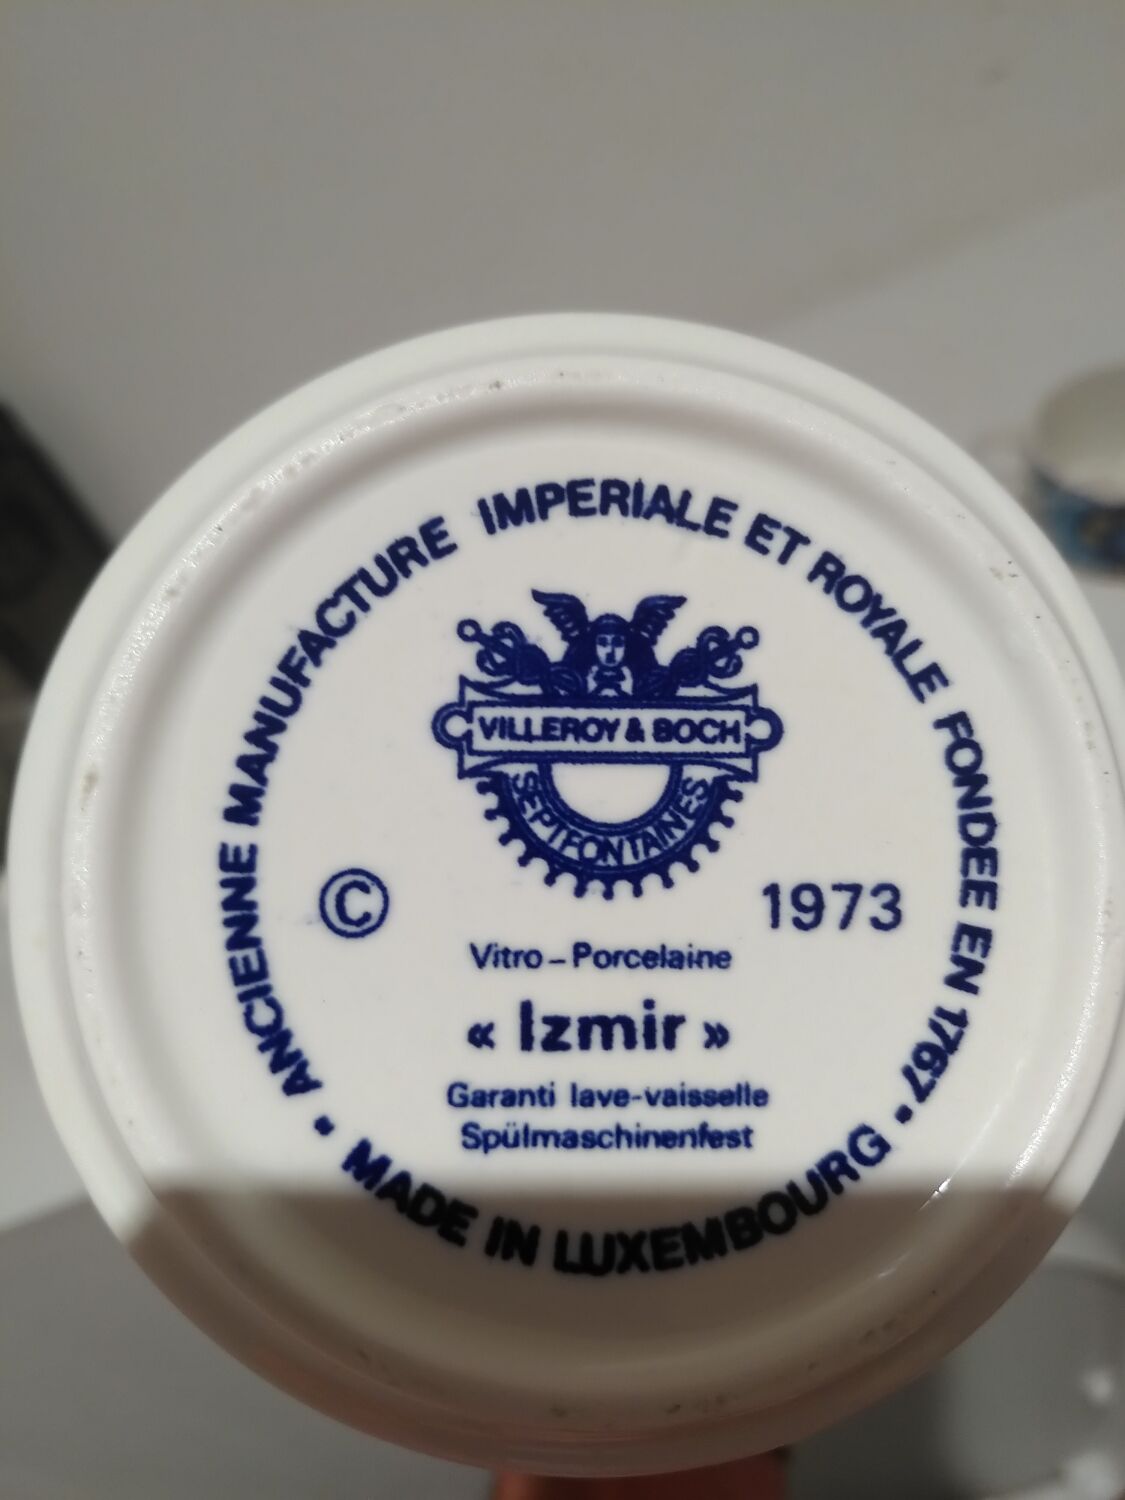 ANCIENNE MANUFACTURE IMPERIALE ET ROYALE FONDEE EN 1767 •
VILLEROY & BOCH
SEPTFONTAINES
© 1973
Vitro-Porcelaine
« Izmir »
Garanti lave-vaisselle
Spülmaschinenfest
• MADE IN LUXEMBOURG